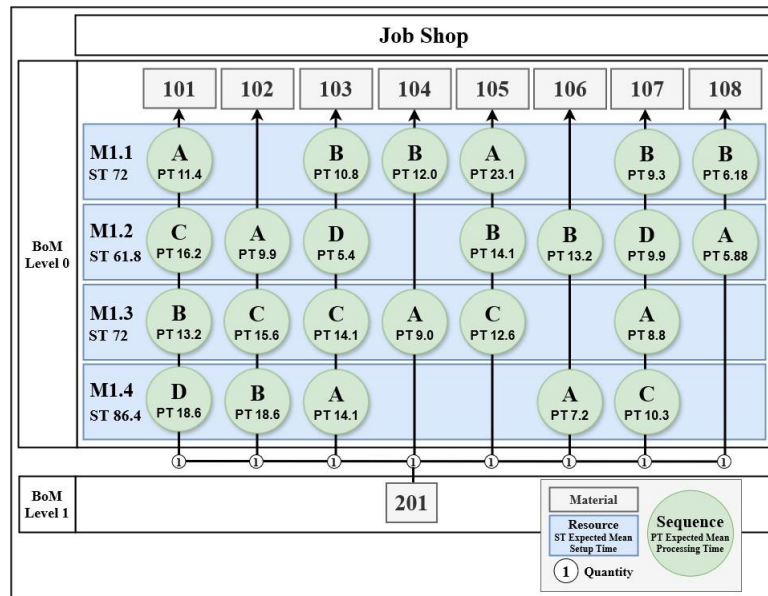 Job Shop
101 102 103 104 105 106 107 108
M1.1
ST 72
A
PT 11.4
B
PT 10.8
B
PT 12.0
A
PT 23.1
B
PT 9.3
B
PT 6.18
BoM
Level 0
M1.2
ST 61.8
C
PT 16.2
A
PT 9.9
D
PT 5.4
B
PT 14.1
B
PT 13.2
D
PT 9.9
A
PT 5.88
M1.3
ST 72
B
PT 13.2
C
PT 15.6
C
PT 14.1
A
PT 9.0
C
PT 12.6
A
PT 8.8
M1.4
ST 86.4
D
PT 18.6
B
PT 18.6
A
PT 14.1
A
PT 7.2
C
PT 10.3
1 1 1 1 1 1 1 1
BoM
Level 1
201
Material
Resource
ST Expected Mean
Setup Time
1 Quantity
Sequence
PT Expected Mean
Processing Time